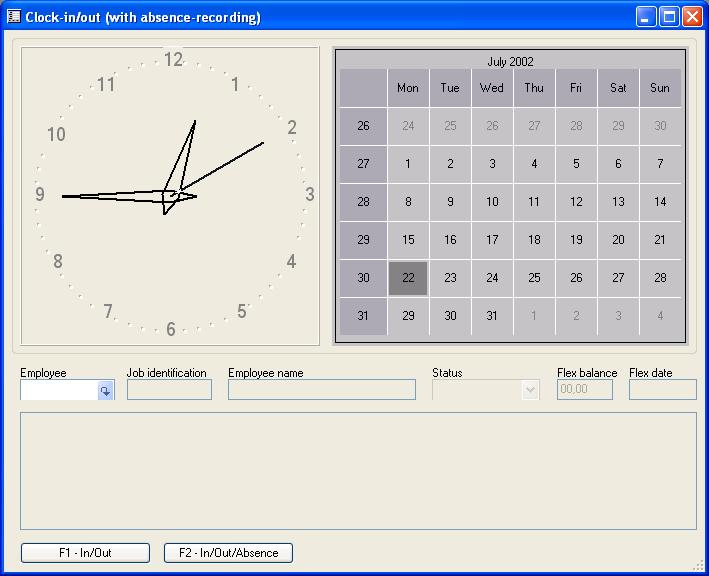 Clock-in/out (with absence-recording)
12
11 1
10 2
9 3
8 4
7 5
6
July 2002
Mon Tue Wed Thu Fri Sat Sun
26 24 25 26 27 28 29 30
27 1 2 3 4 5 6 7
28 8 9 10 11 12 13 14
29 15 16 17 18 19 20 21
30 22 23 24 25 26 27 28
31 29 30 31 1 2 3 4
Employee Job identification Employee name Status Flex balance Flex date
00,00
F1 - In/Out F2 - In/Out/Absence